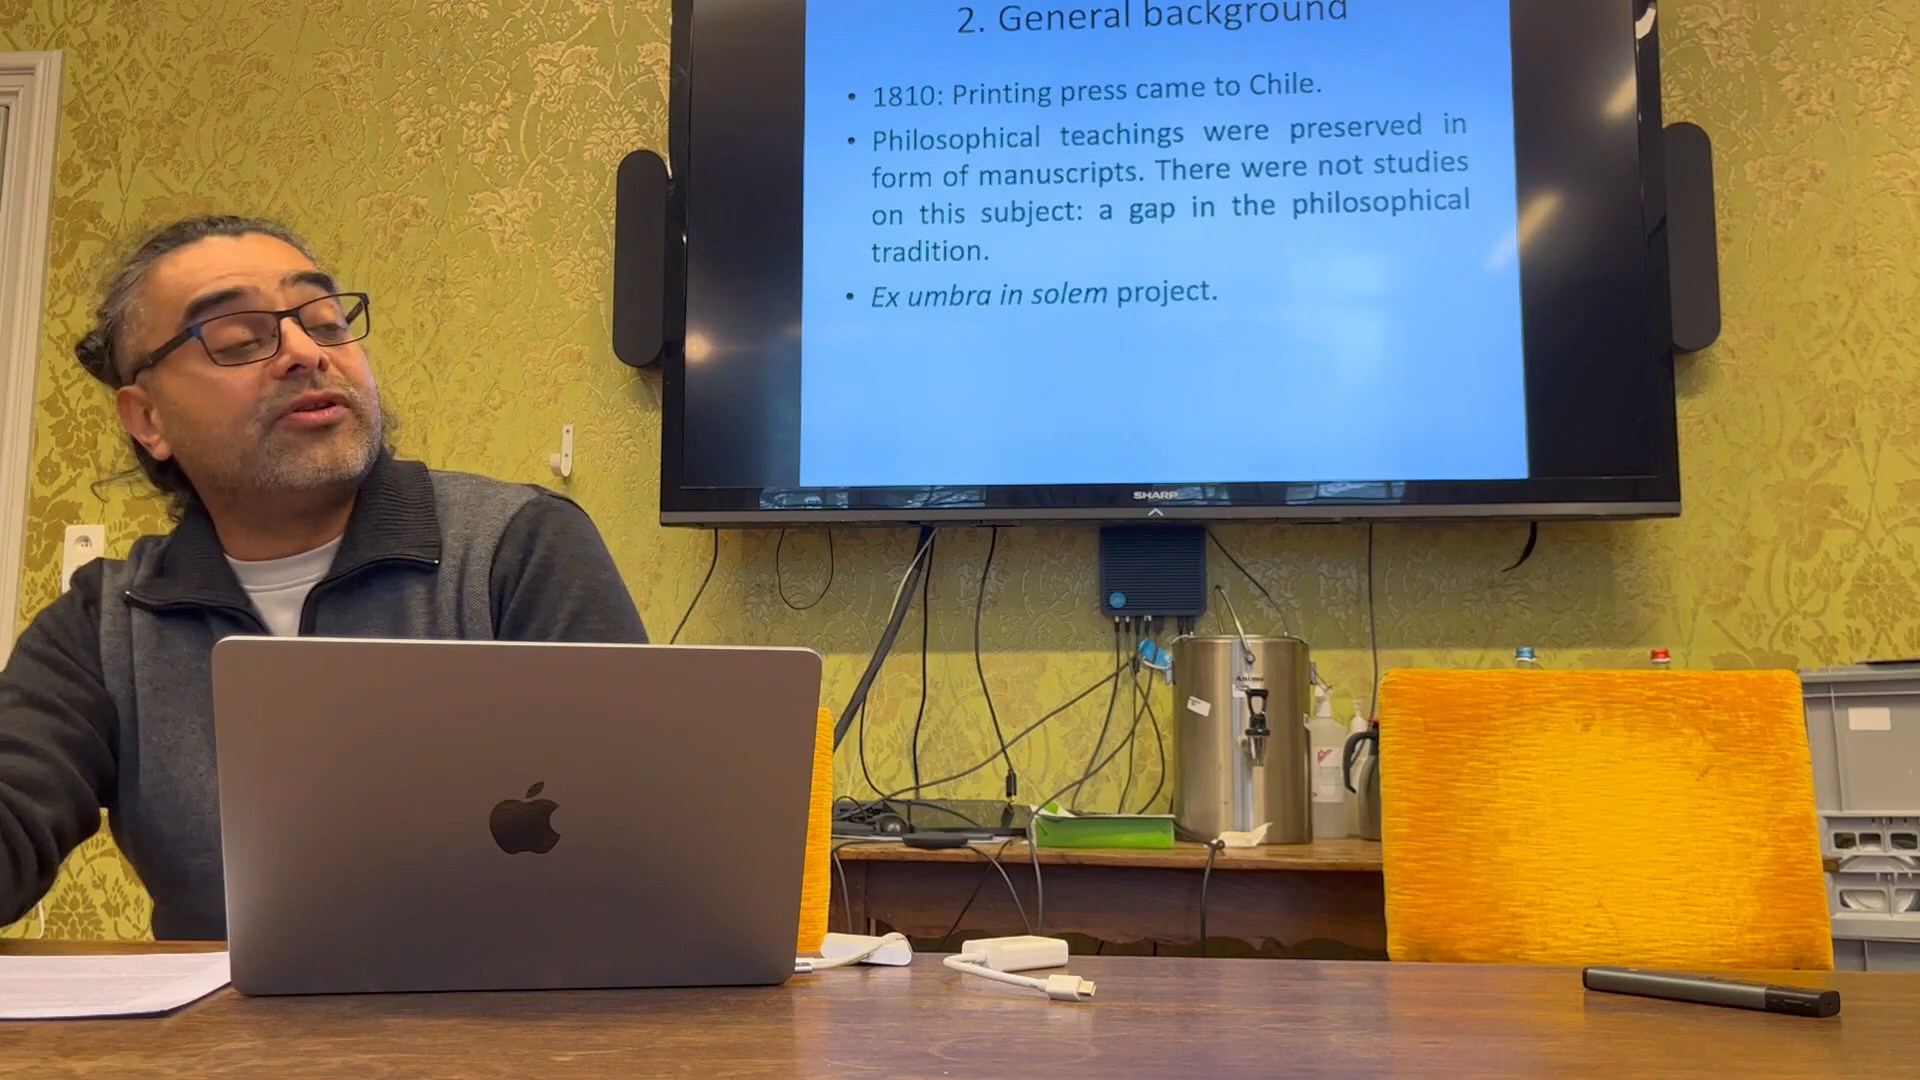 2. General background
• 1810: Printing press came to Chile.
• Philosophical teachings were preserved in
form of manuscripts. There were not studies
on this subject: a gap in the philosophical
tradition.
• Ex umbra in solem project.
SHARP
Animo